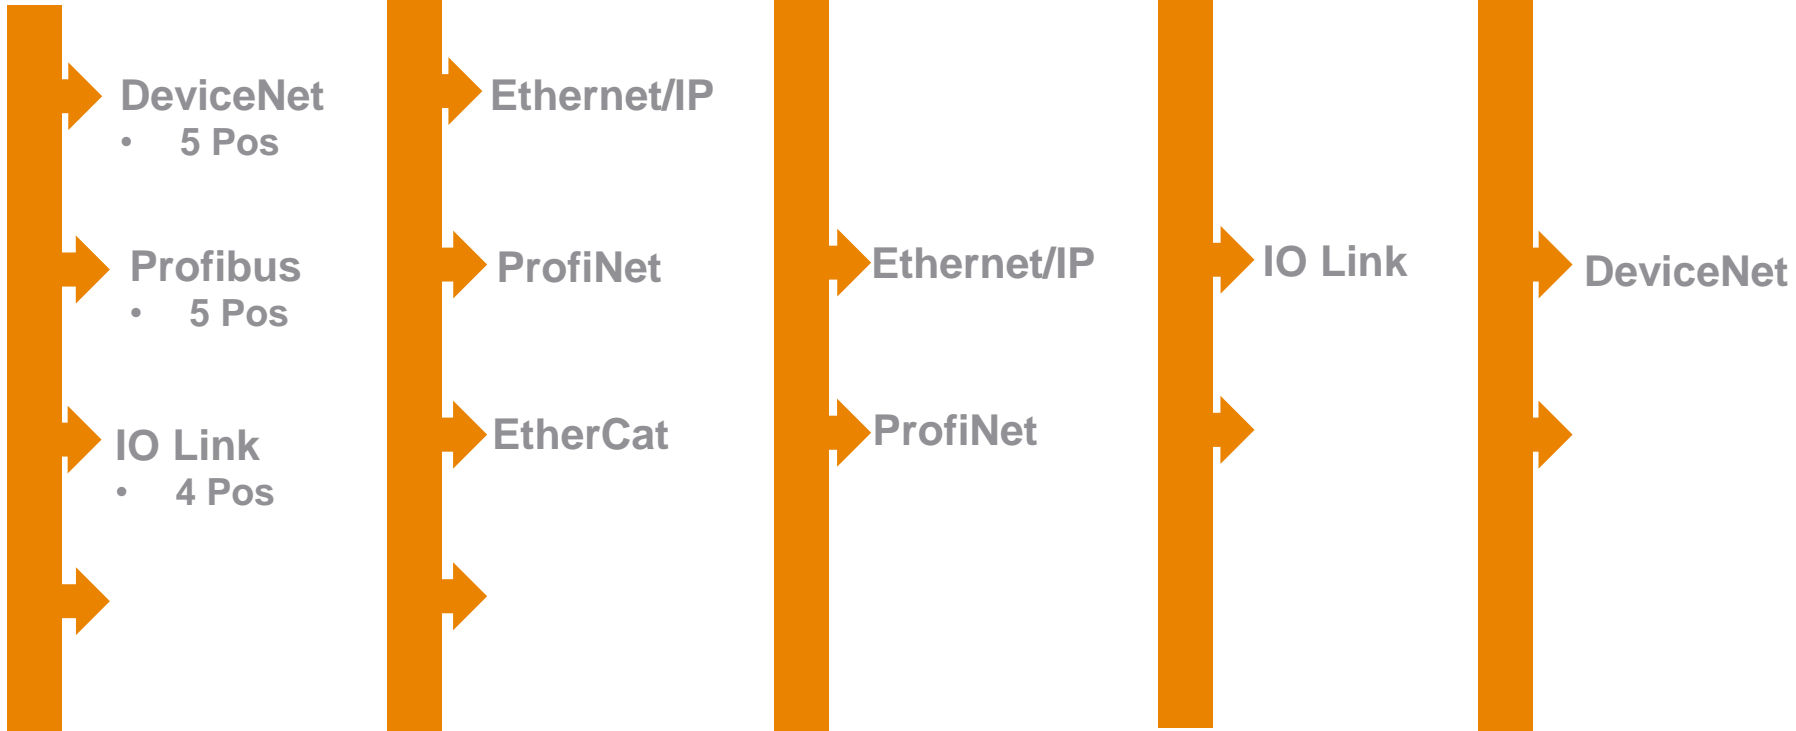 DeviceNet
• 5 Pos
Profibus
• 5 Pos
IO Link
• 4 Pos
Ethernet/IP
ProfiNet
EtherCat
Ethernet/IP
ProfiNet
IO Link
DeviceNet